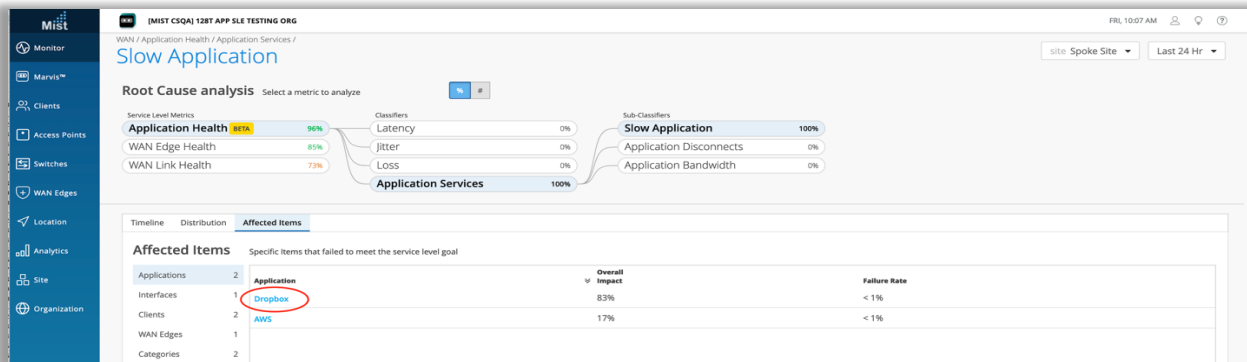 Mist
[MIST CSQA] 128T APP SLE TESTING ORG
FRI, 10:07 AM
Monitor
Marvis™
Clients
Access Points
Switches
WAN Edges
Location
Analytics
Site
Organization
WAN / Application Health / Application Services /
Slow Application
site Spoke Site
Last 24 Hr
Root Cause analysis Select a metric to analyze
% #
Service Level Metrics
Application Health BETA 96%
WAN Edge Health 85%
WAN Link Health 73%
Classifiers
Latency 0%
Jitter 0%
Loss 0%
Application Services 100%
Sub-Classifiers
Slow Application 100%
Application Disconnects 0%
Application Bandwidth 0%
Timeline Distribution Affected Items
Affected Items Specific Items that failed to meet the service level goal
Applications 2
Interfaces 1
Clients 2
WAN Edges 1
Categories 2
Application Overall Impact Failure Rate
Dropbox 83% < 1%
AWS 17% < 1%